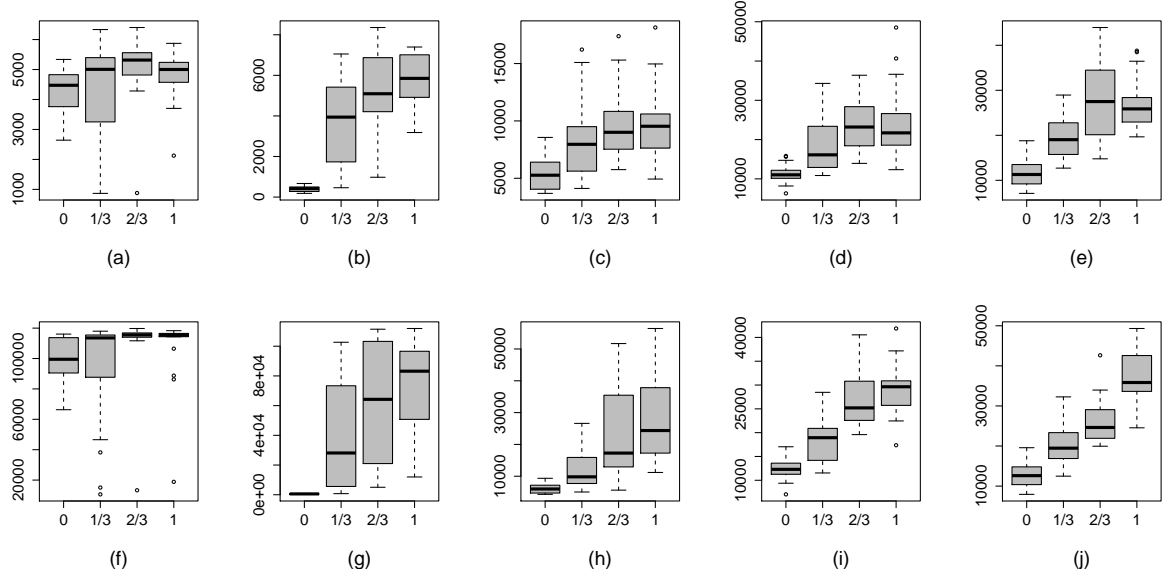 1000 3000 5000
0 1/3 2/3 1
(a)
0 2000 6000
0 1/3 2/3 1
(b)
5000 10000 15000
0 1/3 2/3 1
(c)
10000 30000 50000
0 1/3 2/3 1
(d)
10000 30000
0 1/3 2/3 1
(e)
20000 60000 100000
0 1/3 2/3 1
(f)
0e+00 4e+04 8e+04
0 1/3 2/3 1
(g)
10000 30000 50000
0 1/3 2/3 1
(h)
10000 25000 40000
0 1/3 2/3 1
(i)
10000 30000 50000
0 1/3 2/3 1
(j)